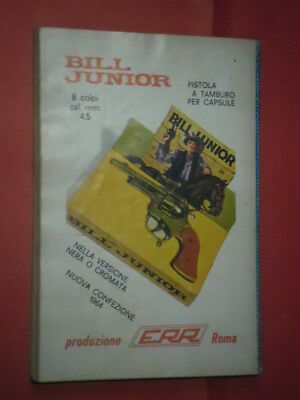 BILL
JUNIOR
8 colpi
cal. mm.
4,5
PISTOLA
A TAMBURO
PER CAPSULE
BILL JUNIOR
BILL JUNIOR
NELLA VERSIONE
NERA O CROMATA
NUOVA CONFEZIONE
1964
produzione ERR Roma